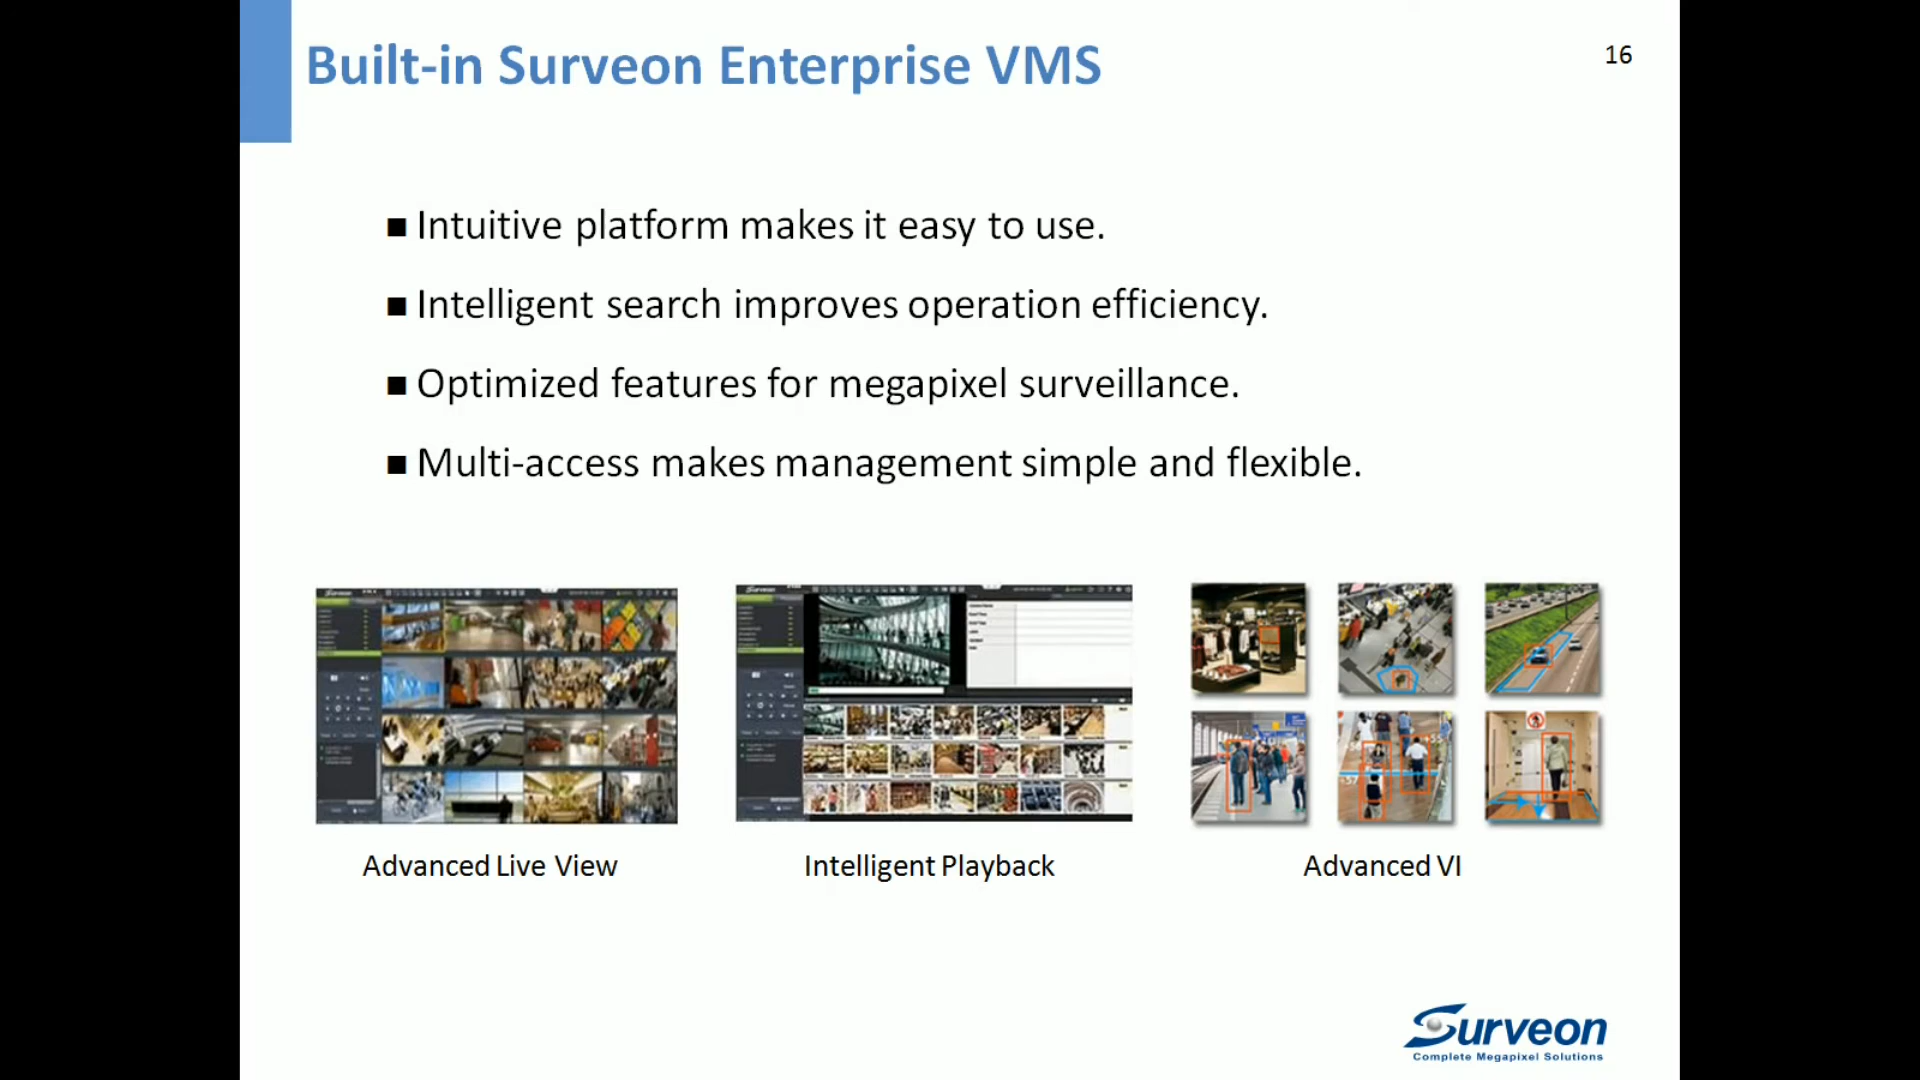 Built-in Surveon Enterprise VMS
16
Intuitive platform makes it easy to use.
Intelligent search improves operation efficiency.
Optimized features for megapixel surveillance.
Multi-access makes management simple and flexible.
Surveon
Surveon
Advanced Live View
Intelligent Playback
Advanced VI
Surveon
Complete Megapixel Solutions